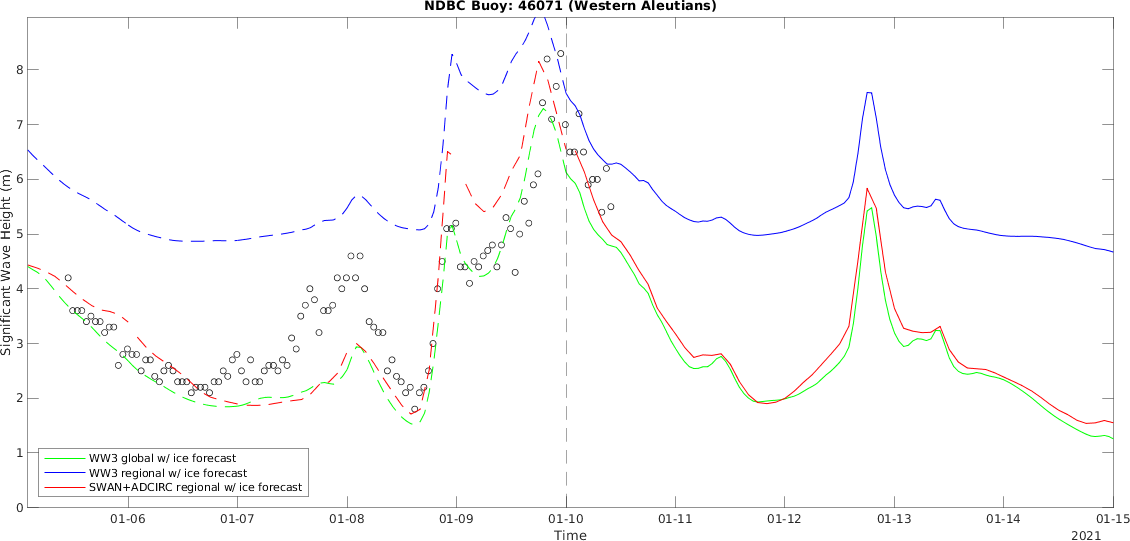 NDBC Buoy: 46071 (Western Aleutians)
Significant Wave Height (m)
8
7
6
5
4
3
2
1
0
WW3 global w/ ice forecast
WW3 regional w/ ice forecast
SWAN+ADCIRC regional w/ ice forecast
01-06 01-07 01-08 01-09 01-10 01-11 01-12 01-13 01-14 01-15
Time
2021